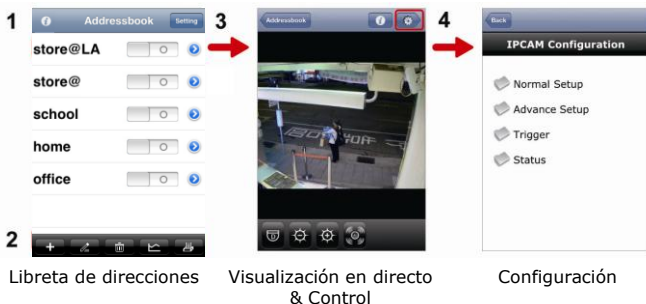 1
Addressbook
Setting
store@LA
store@
school
home
office
2
3
Addressbook
4
Back
IPCAM Configuration
Normal Setup
Advance Setup
Trigger
Status
Libreta de direcciones
Visualización en directo
& Control
Configuración